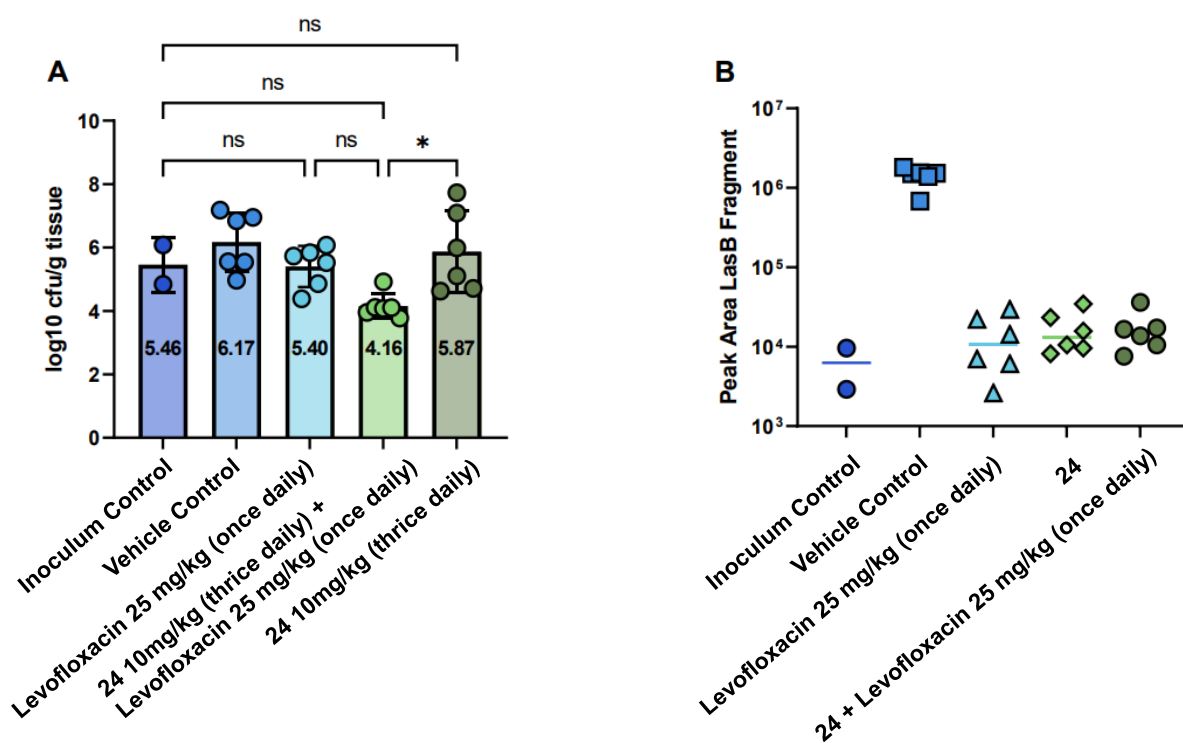 A
ns
ns
ns
ns
*
log10 cfu/g tissue
10
8
6
4
2
0
5.46
6.17
5.40
4.16
5.87
Inoculum Control
Vehicle Control
Levofloxacin 25 mg/kg (once daily)
24 10mg/kg (thrice daily) +
Levofloxacin 25 mg/kg (once daily)
24 10mg/kg (thrice daily)
B
Peak Area LasB Fragment
10⁷
10⁶
10⁵
10⁴
10³
Inoculum Control
Vehicle Control
Levofloxacin 25 mg/kg (once daily)
24
24 + Levofloxacin 25 mg/kg (once daily)